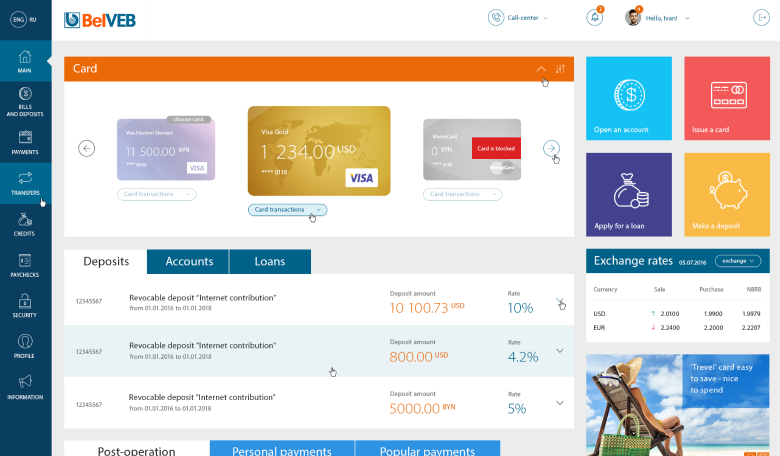 ENG RU
BelVEB
Call-center
2
4
Hello, Ivan!
MAIN
BILLS
AND DEPOSITS
PAYMENTS
TRANSFERS
CREDITS
PAYCHECKS
SECURITY
PROFILE
INFORMATION
Card
choose card
Visa Electron Standard
11 500.00 BYN
**** 0118
VISA
Card transactions
Visa Gold
1 234.00 USD
**** 0118
VISA
Card transactions
MasterCard
0 BYN
Card is blocked
**** 0118
MasterCard
Card transactions
Open an account
Issue a card
Apply for a loan
Make a deposit
Deposits Accounts Loans
12345567
Revocable deposit "Internet contribution"
from 01.01.2016 to 01.01.2018
Deposit amount
10 100.73 USD
Rate
10%
12345567
Revocable deposit "Internet contribution"
from 01.01.2016 to 01.01.2018
Deposit amount
800.00 USD
Rate
4.2%
12345567
Revocable deposit "Internet contribution"
from 01.01.2016 to 01.01.2018
Deposit amount
5000.00 BYN
Rate
5%
Post-operation Personal payments Popular payments
Exchange rates 05.07.2016 exchange
Currency Sale Purchase NBRB
USD ↑ 2.0100 1.9900 1.9979
EUR ↓ 2.2400 2.2000 2.2207
'Trevel' card easy
to save - nice
to spend